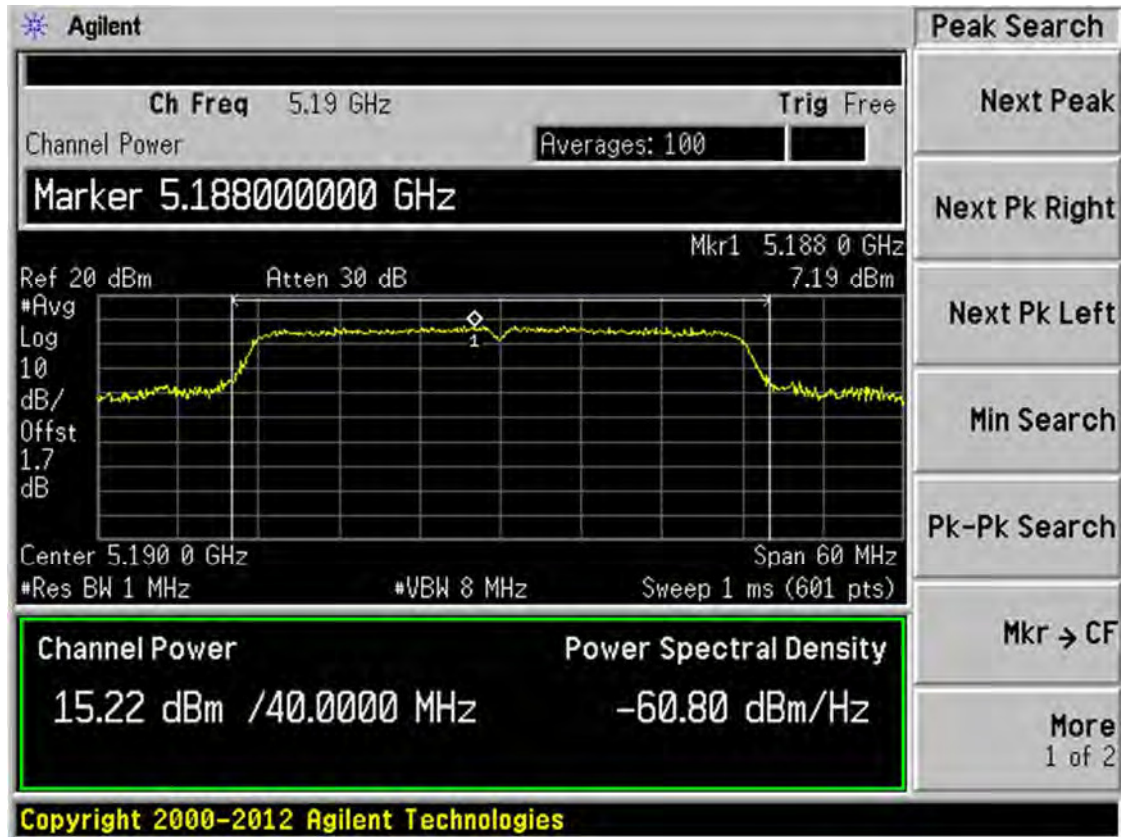 Agilent
Peak Search
Ch Freq 5.19 GHz Trig Free
Channel Power Averages: 100
Marker 5.188000000 GHz
Mkr1 5.188 0 GHz
Ref 20 dBm Atten 30 dB 7.19 dBm
#Avg
Log
10
dB/
Offst
1.7
dB
1
Center 5.190 0 GHz Span 60 MHz
#Res BW 1 MHz #VBW 8 MHz Sweep 1 ms (601 pts)
Channel Power Power Spectral Density
15.22 dBm /40.0000 MHz -60.80 dBm/Hz
Next Peak
Next Pk Right
Next Pk Left
Min Search
Pk-Pk Search
Mkr → CF
More
1 of 2
Copyright 2000-2012 Agilent Technologies